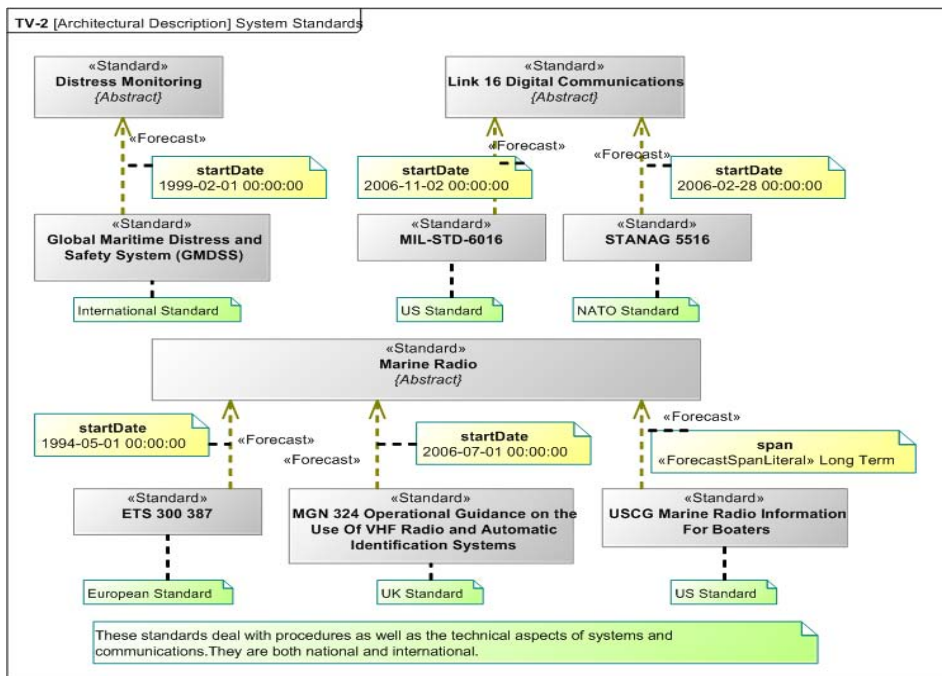 TV-2 [Architectural Description] System Standards
«Standard»
Distress Monitoring
{Abstract}
«Standard»
Link 16 Digital Communications
{Abstract}
«Forecast»
«Forecast»
«Forecast»
startDate
1999-02-01 00:00:00
startDate
2006-11-02 00:00:00
startDate
2006-02-28 00:00:00
«Standard»
Global Maritime Distress and
Safety System (GMDSS)
«Standard»
MIL-STD-6016
«Standard»
STANAG 5516
International Standard
US Standard
NATO Standard
«Standard»
Marine Radio
{Abstract}
startDate
1994-05-01 00:00:00
«Forecast»
«Forecast»
startDate
2006-07-01 00:00:00
«Forecast»
span
«ForecastSpanLiteral» Long Term
«Standard»
ETS 300 387
«Standard»
MGN 324 Operational Guidance on the
Use Of VHF Radio and Automatic
Identification Systems
«Standard»
USCG Marine Radio Information
For Boaters
European Standard
UK Standard
US Standard
These standards deal with procedures as well as the technical aspects of systems and
communications.They are both national and international.